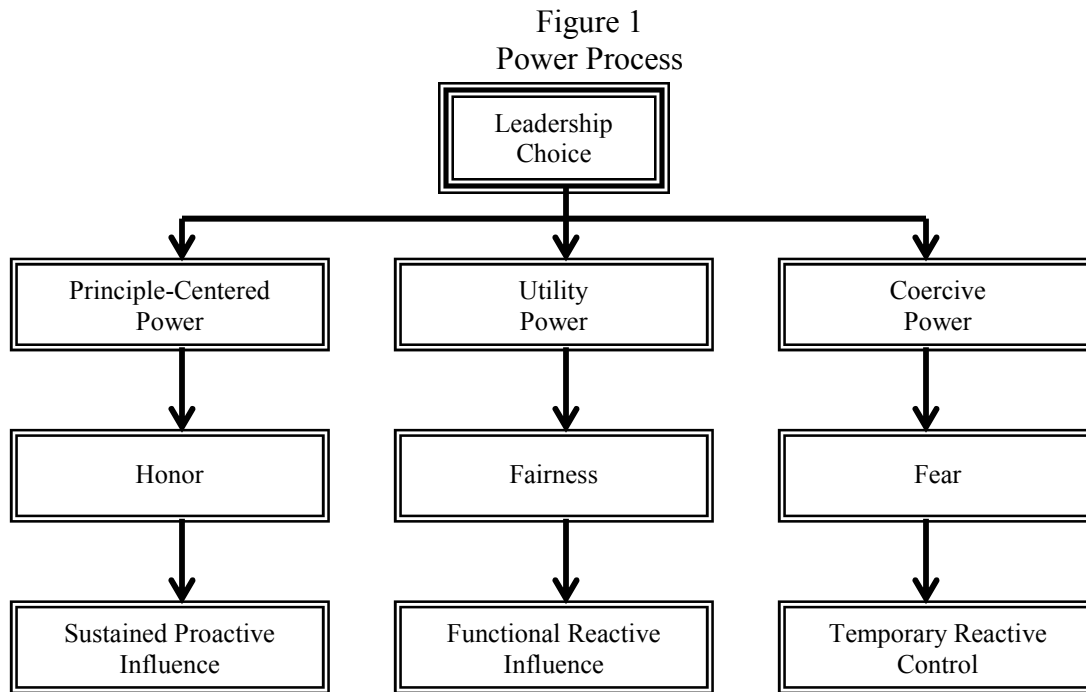 Figure 1
Power Process
Leadership
Choice
Principle-Centered
Power
Utility
Power
Coercive
Power
Honor
Fairness
Fear
Sustained Proactive
Influence
Functional Reactive
Influence
Temporary Reactive
Control